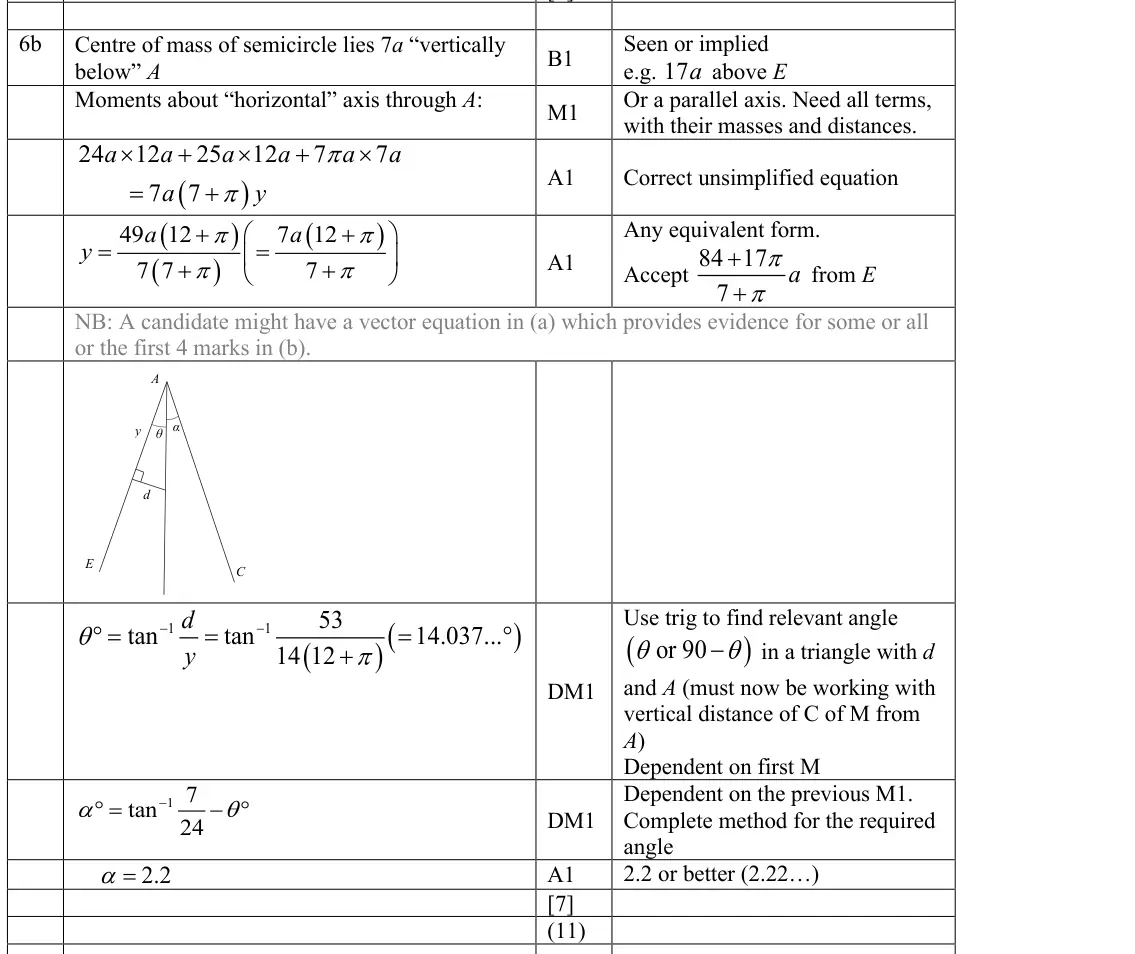 6b Centre of mass of semicircle lies 7a “vertically
below” A
B1
Seen or implied
e.g. 17a above E
Moments about “horizontal” axis through A:
M1
Or a parallel axis. Need all terms,
with their masses and distances.
24a×12a+25a×12a+7πa×7a
=7a(7+π)y
A1
Correct unsimplified equation
y = 49a(12+π)/7(7+π) (= 7a(12+π)/7+π)
A1
Any equivalent form.
Accept 84+17π/7+π a from E
NB: A candidate might have a vector equation in (a) which provides evidence for some or all
or the first 4 marks in (b).
A
y θ α
d
E
C
θ° = tan⁻¹ d/y = tan⁻¹ 53/14(12+π) (=14.037...°)
DM1
Use trig to find relevant angle
(θ or 90−θ) in a triangle with d
and A (must now be working with
vertical distance of C of M from
A)
Dependent on first M
α° = tan⁻¹ 7/24 −θ°
DM1
Dependent on the previous M1.
Complete method for the required
angle
α = 2.2
A1
2.2 or better (2.22…)
[7]
(11)